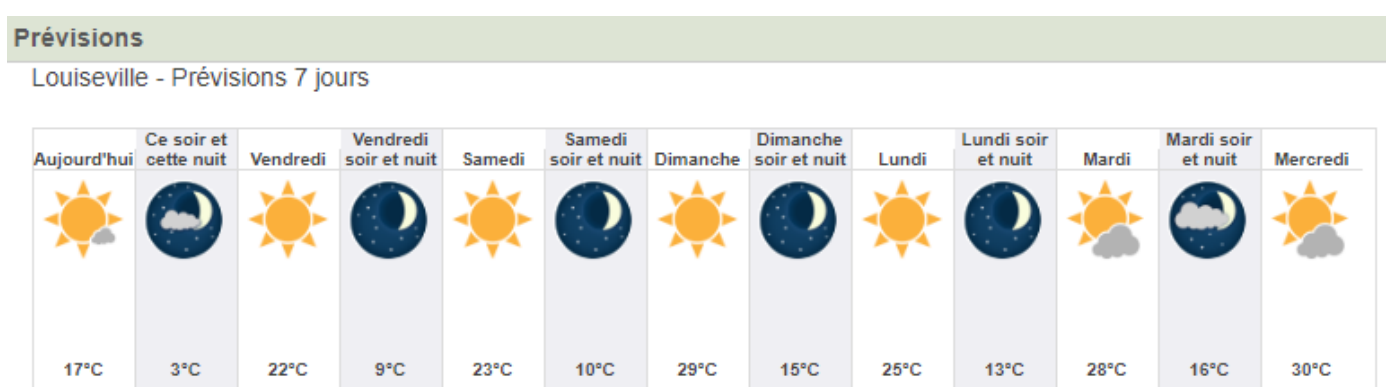 Prévisions
Louiseville - Prévisions 7 jours
Aujourd'hui
Ce soir et
cette nuit
Vendredi
Vendredi
soir et nuit
Samedi
Samedi
soir et nuit
Dimanche
Dimanche
soir et nuit
Lundi
Lundi soir
et nuit
Mardi
Mardi soir
et nuit
Mercredi
17°C 3°C 22°C 9°C 23°C 10°C 29°C 15°C 25°C 13°C 28°C 16°C 30°C